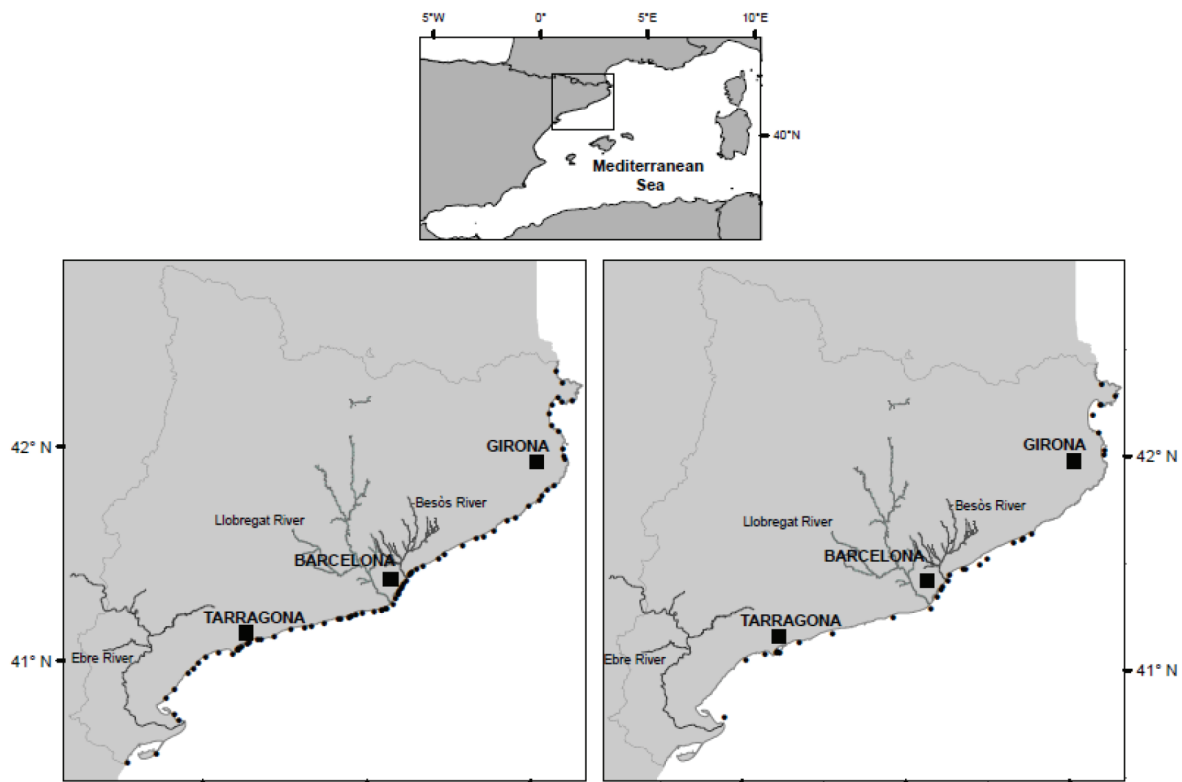 5°W 0° 5°E 10°E
40°N
Mediterranean
Sea
42° N
41° N
GIRONA
Besòs River
Llobregat River
BARCELONA
TARRAGONA
Ebre River
GIRONA
Besòs River
Llobregat River
BARCELONA
TARRAGONA
Ebre River
42° N
41° N